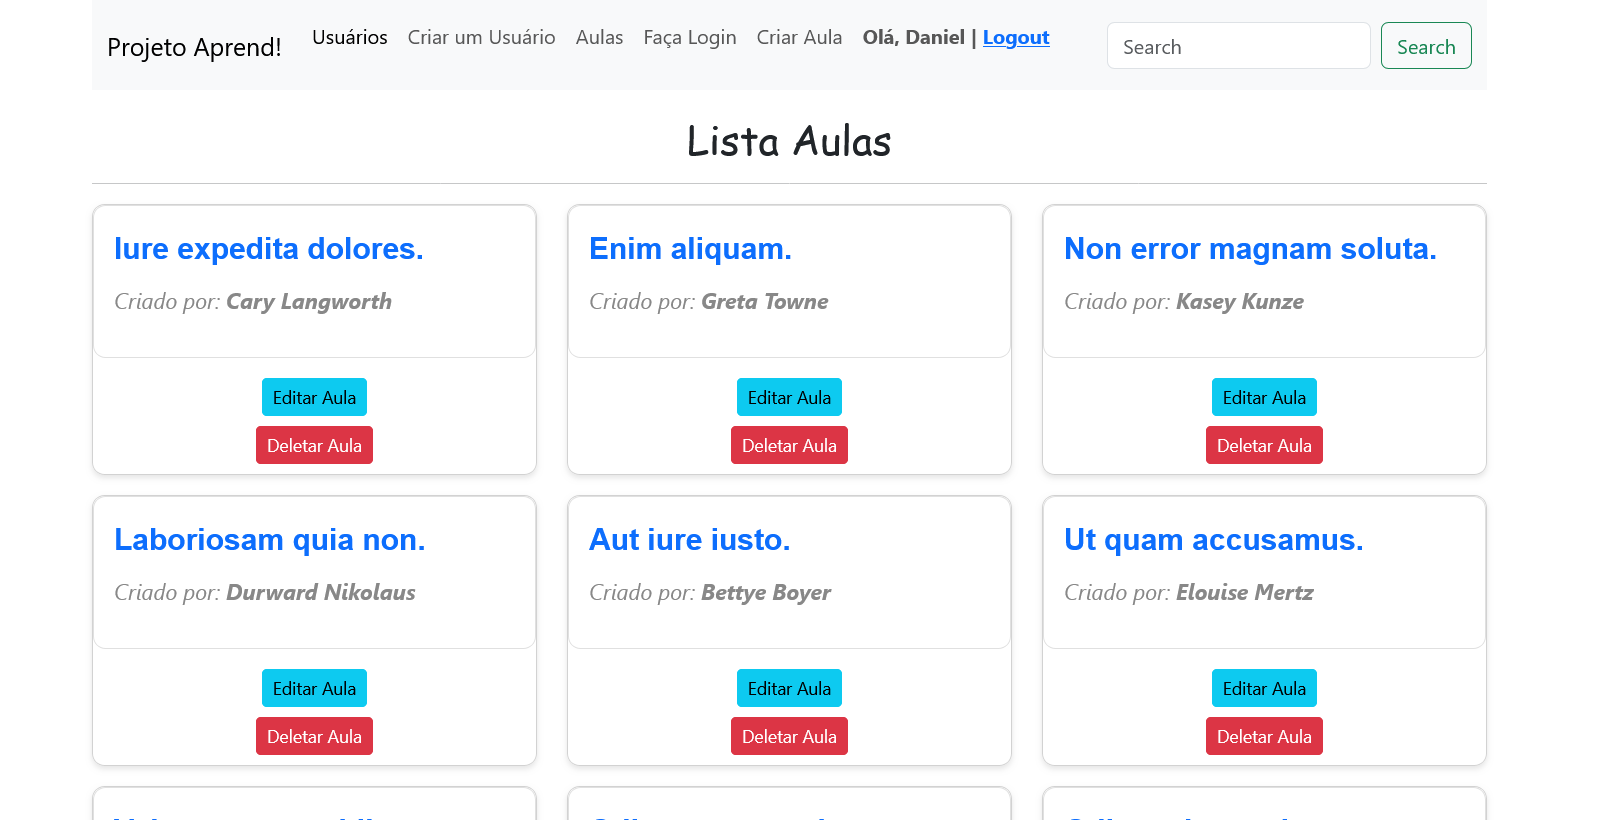 Projeto Aprend! Usuários Criar um Usuário Aulas Faça Login Criar Aula Olá, Daniel | Logout Search Search
Lista Aulas
Iure expedita dolores. Enim aliquam. Non error magnam soluta.
Criado por: Cary Langworth Criado por: Greta Towne Criado por: Kasey Kunze
Editar Aula Editar Aula Editar Aula
Deletar Aula Deletar Aula Deletar Aula
Laboriosam quia non. Aut iure iusto. Ut quam accusamus.
Criado por: Durward Nikolaus Criado por: Bettye Boyer Criado por: Elouise Mertz
Editar Aula Editar Aula Editar Aula
Deletar Aula Deletar Aula Deletar Aula